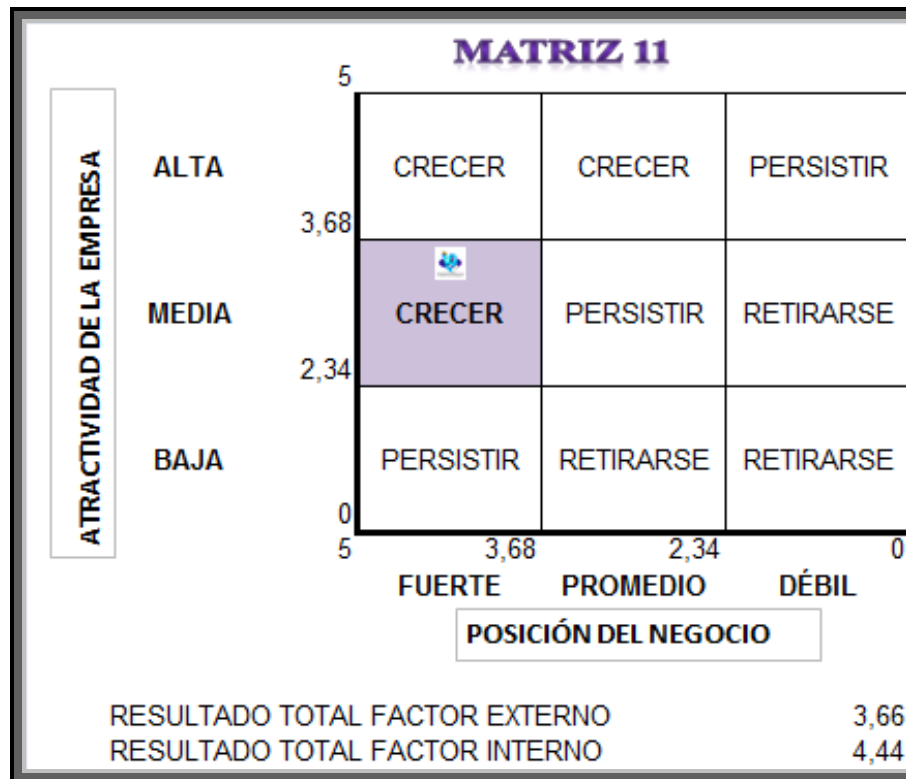 MATRIZ 11
5
ATRACTIVIDAD DE LA EMPRESA
ALTA CRECER CRECER PERSISTIR
3,68
MEDIA CRECER PERSISTIR RETIRARSE
2,34
BAJA PERSISTIR RETIRARSE RETIRARSE
0
5 3,68 2,34 0
FUERTE PROMEDIO DÉBIL
POSICIÓN DEL NEGOCIO
RESULTADO TOTAL FACTOR EXTERNO 3,66
RESULTADO TOTAL FACTOR INTERNO 4,44